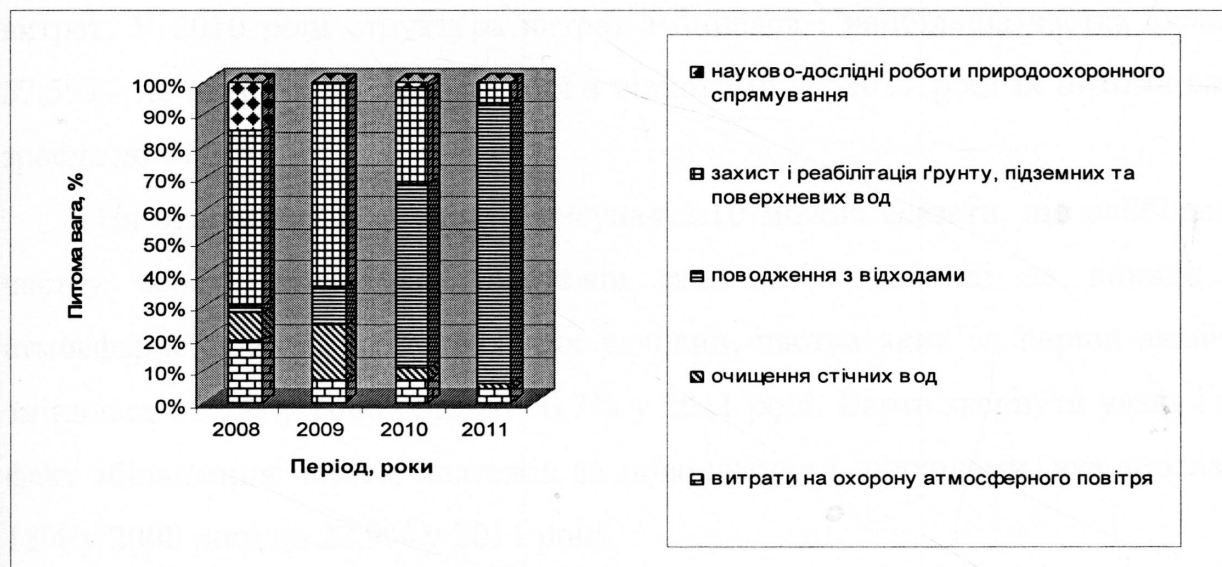 100%
90%
80%
70%
60%
50%
40%
30%
20%
10%
0%
Питома вага, %
2008 2009 2010 2011
Період, роки
науково-дослідні роботи природоохоронного
спрямування
захист і реабілітація ґрунту, підземних та
поверхневих вод
поводження з відходами
очищення стічних вод
витрати на охорону атмосферного повітря